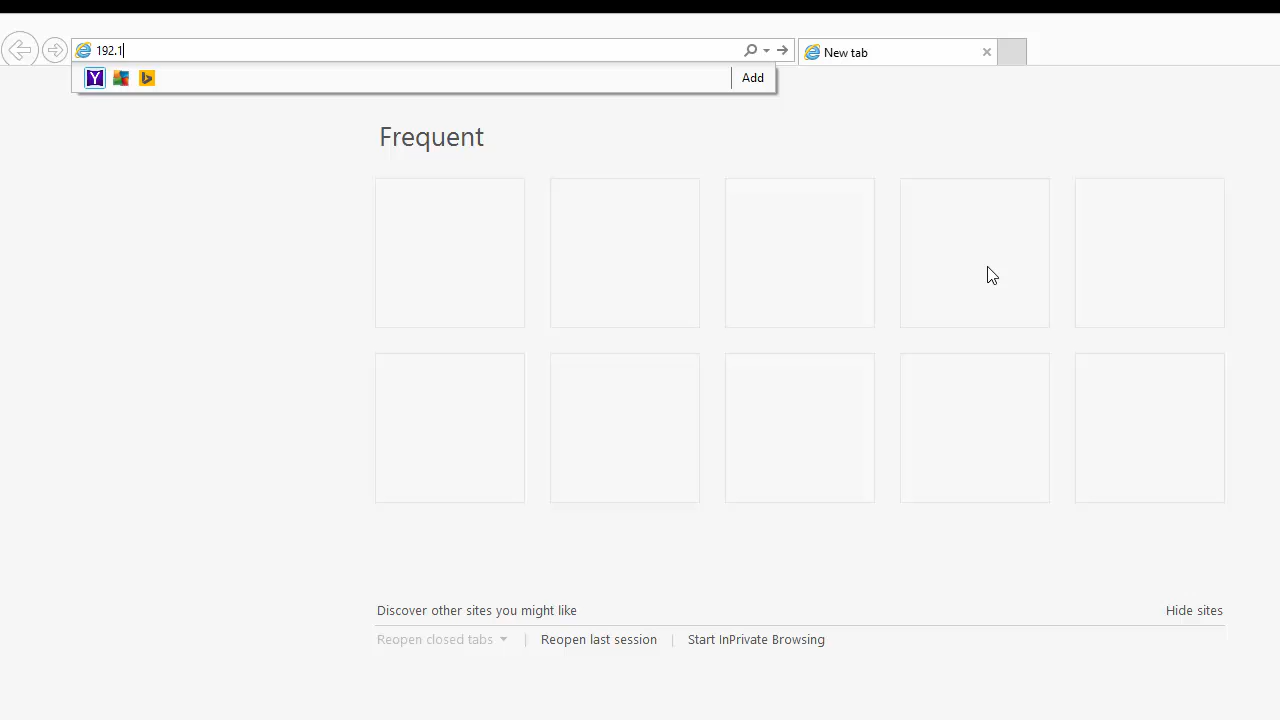 192.1
New tab
Add
Frequent
Discover other sites you might like
Hide sites
Reopen closed tabs
Reopen last session
Start InPrivate Browsing